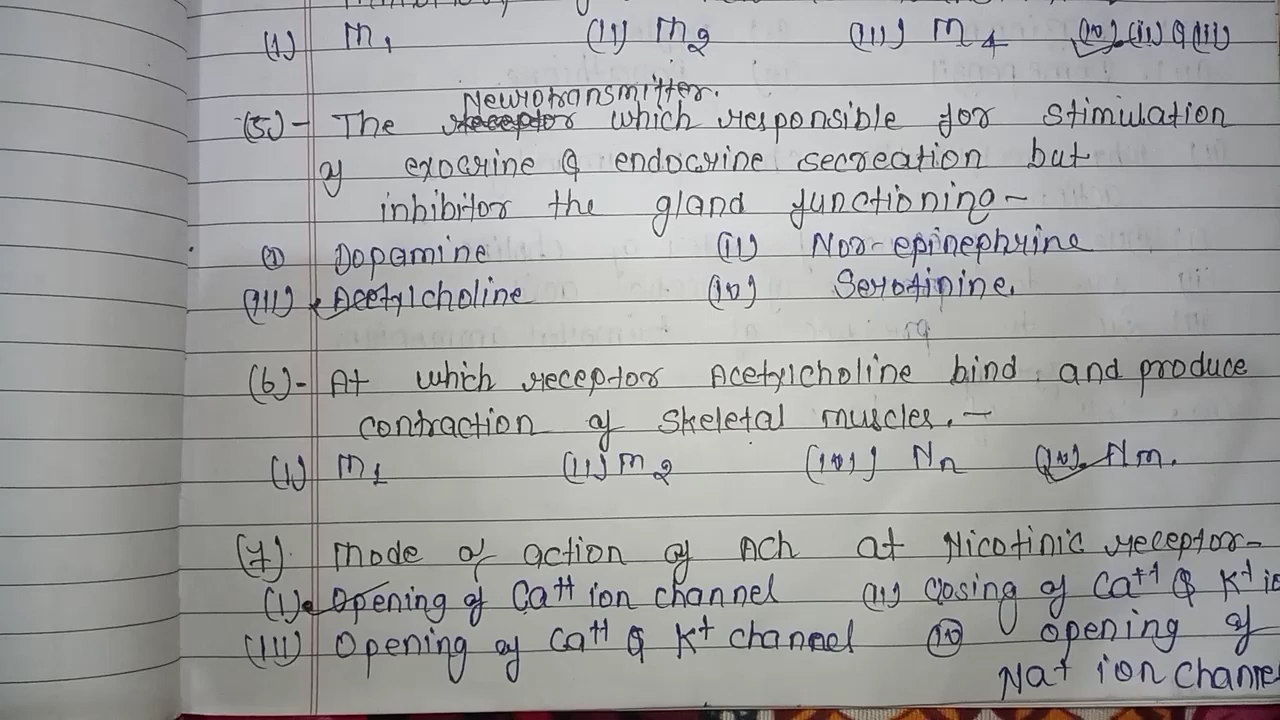 (i) M1 (ii) M2 (iii) M4 (iv) (ii) & (iii)
Neurotransmitter.
(5)- The receptor which responsible for stimulation
of exocrine & endocrine secreation but
inhibitor the gland functioning-
(i) Dopamine (ii) Nor-epinephrine
(iii) Acetylcholine (iv) Serotinine.
(6)- At which receptor Acetylcholine bind and produce
contraction of skeletal muscles. -
(i) M1 (ii) M2 (iii) Nn (iv) Nm.
(7) Mode of action of Ach at Nicotinic receptor-
(i) Opening of Ca++ ion channel (ii) closing of Ca++ & K+ io
(iii) Opening of Ca++ & K+ channel (iv) opening of
Na+ ion channel